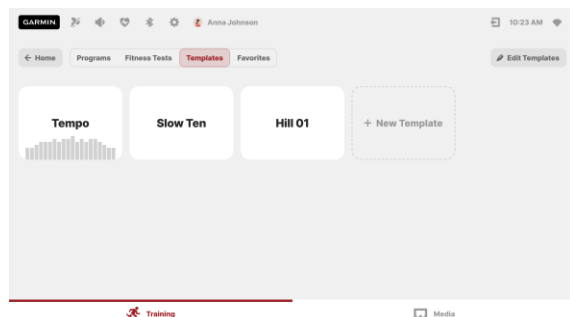 GARMIN Anna Johnson 10:23 AM
← Home Programs Fitness Tests Templates Favorites Edit Templates
Tempo Slow Ten Hill 01 + New Template
Training Media